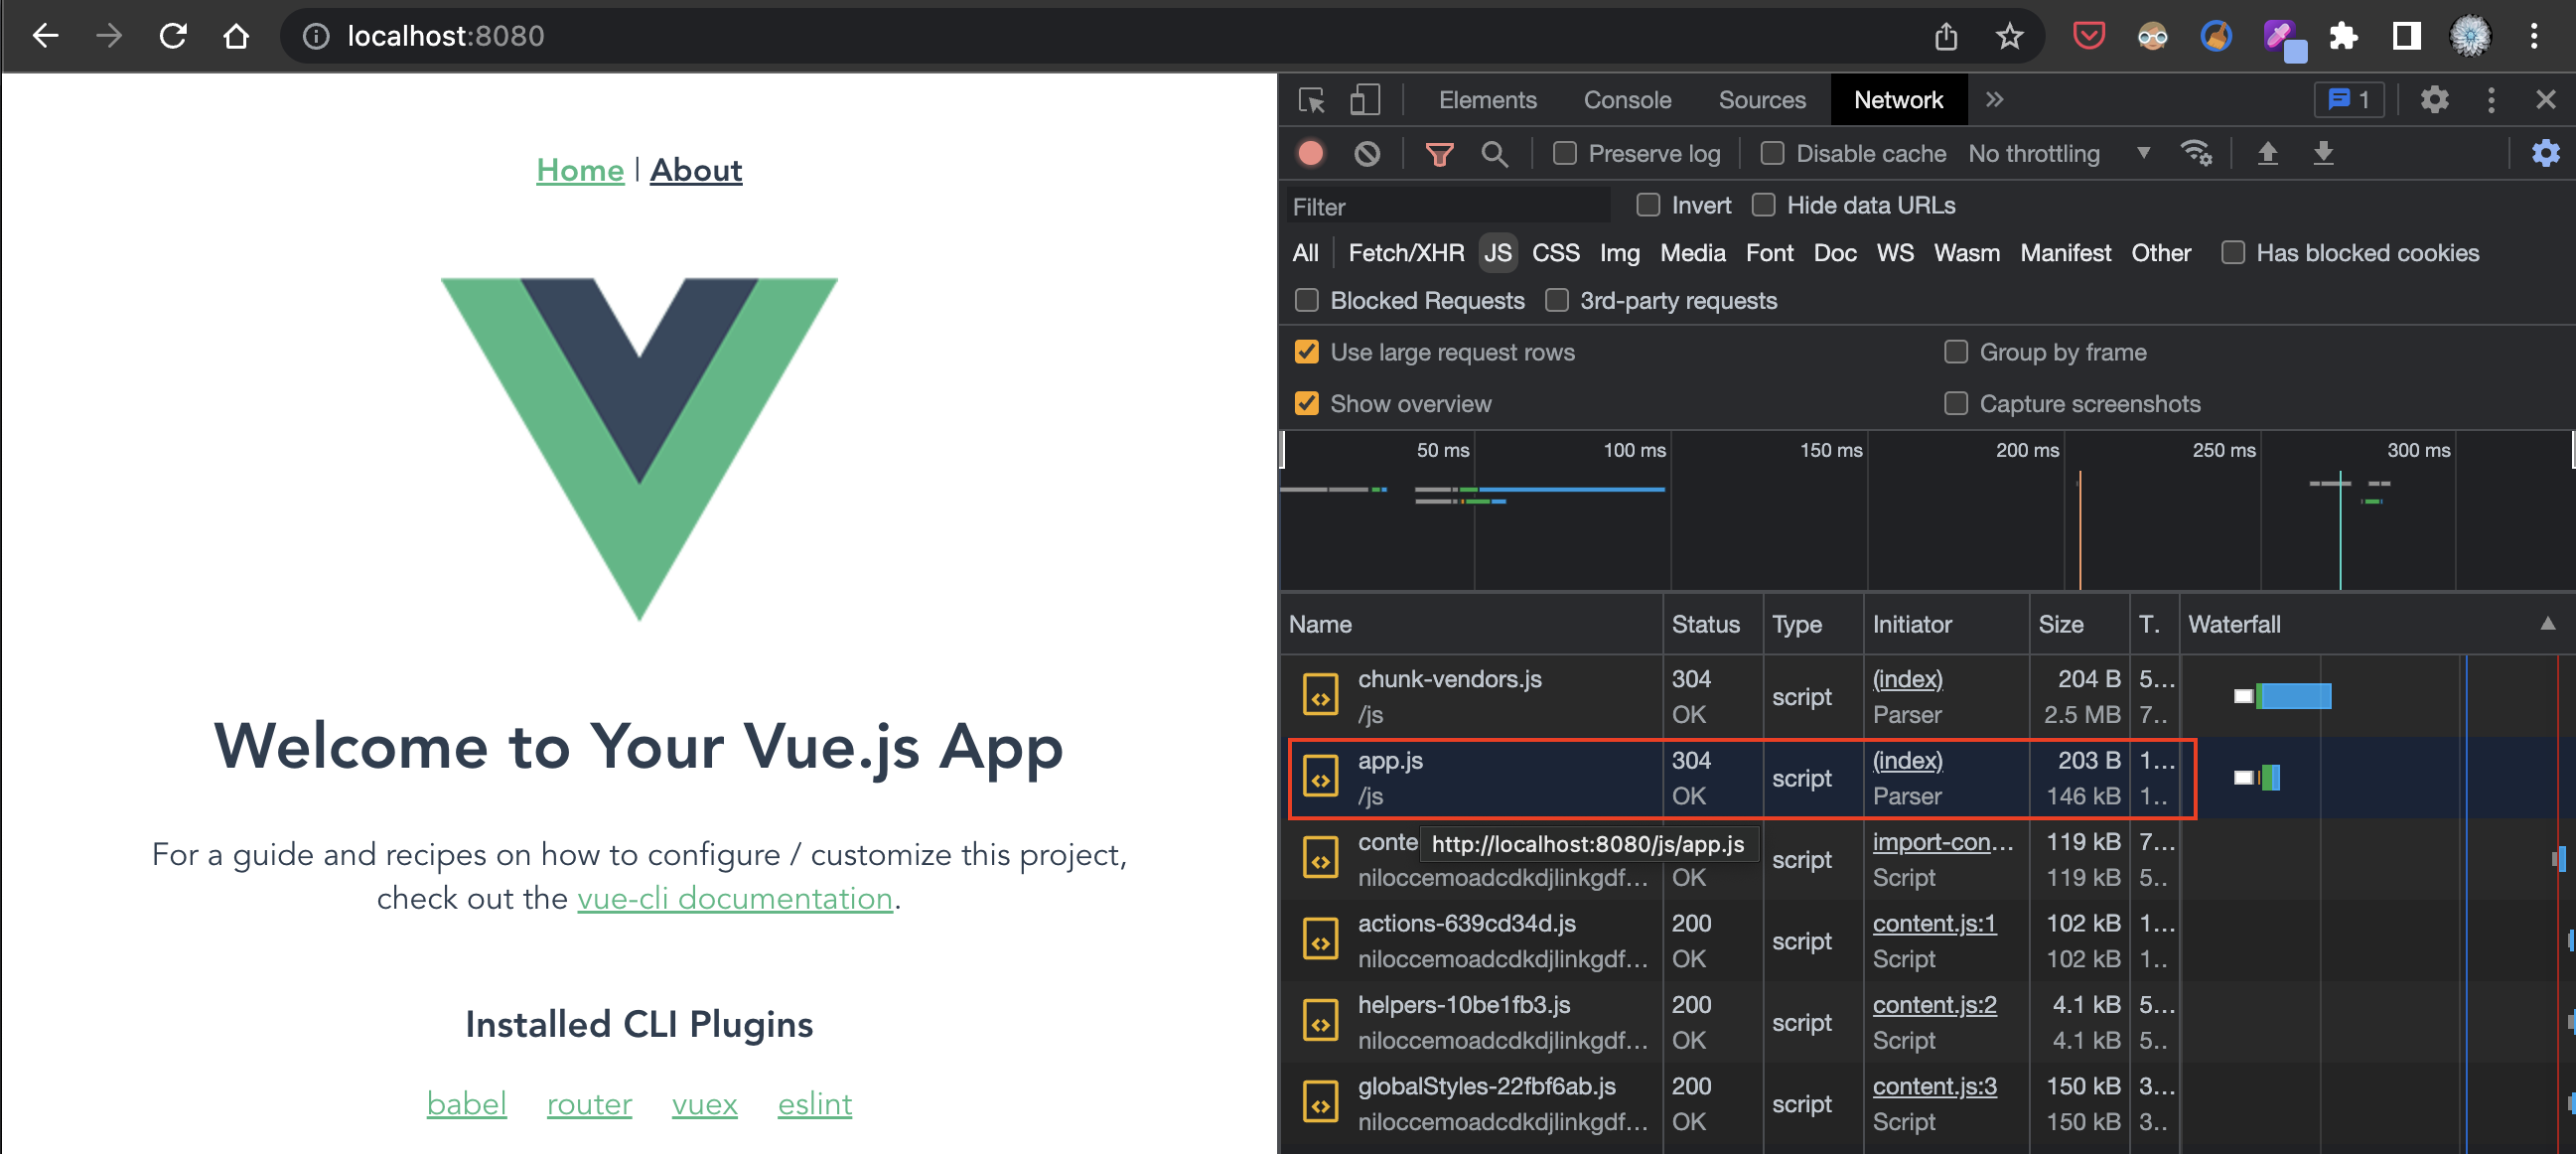 localhost:8080
Home | About
Welcome to Your Vue.js App
For a guide and recipes on how to configure / customize this project,
check out the vue-cli documentation.
Installed CLI Plugins
babel router vuex eslint
Elements Console Sources Network 1
Preserve log Disable cache No throttling
Filter Invert Hide data URLs
All Fetch/XHR JS CSS Img Media Font Doc WS Wasm Manifest Other Has blocked cookies
Blocked Requests 3rd-party requests
Use large request rows Group by frame
Show overview Capture screenshots
50 ms 100 ms 150 ms 200 ms 250 ms 300 ms
Name Status Type Initiator Size T. Waterfall
chunk-vendors.js 304 script (index) 204 B 5...
/js OK Parser 2.5 MB 7..
app.js 304 script (index) 203 B 1...
/js OK Parser 146 kB 1..
conte http://localhost:8080/js/app.js script import-con... 119 kB 7...
niloccemoadcdkdjlinkgdf... OK Script 119 kB 5..
actions-639cd34d.js 200 script content.js:1 102 kB 1...
niloccemoadcdkdjlinkgdf... OK Script 102 kB 1..
helpers-10be1fb3.js 200 script content.js:2 4.1 kB 5...
niloccemoadcdkdjlinkgdf... OK Script 4.1 kB 5..
globalStyles-22fbf6ab.js 200 script content.js:3 150 kB 3...
niloccemoadcdkdjlinkgdf... OK Script 150 kB 3..